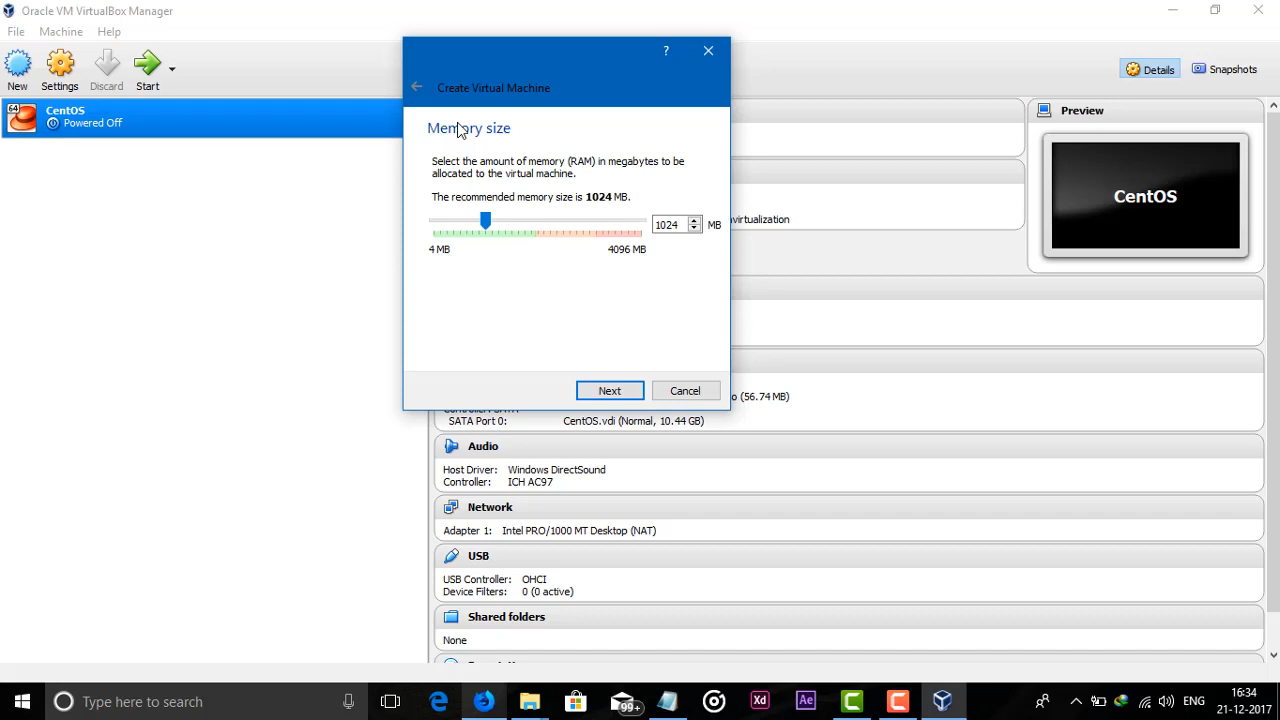 Oracle VM VirtualBox Manager
File Machine Help
New Settings Discard Start
Details Snapshots
64 CentOS
Powered Off
Create Virtual Machine
Memory size
Select the amount of memory (RAM) in megabytes to be
allocated to the virtual machine.
The recommended memory size is 1024 MB.
1024 MB
4 MB 4096 MB
Next Cancel
Preview
CentOS
avirtualization
o (56.74 MB)
SATA Port 0: CentOS.vdi (Normal, 10.44 GB)
Audio
Host Driver: Windows DirectSound
Controller: ICH AC97
Network
Adapter 1: Intel PRO/1000 MT Desktop (NAT)
USB
USB Controller: OHCI
Device Filters: 0 (0 active)
Shared folders
None
Type here to search
99+
Xd Ae
ENG
16:34
21-12-2017